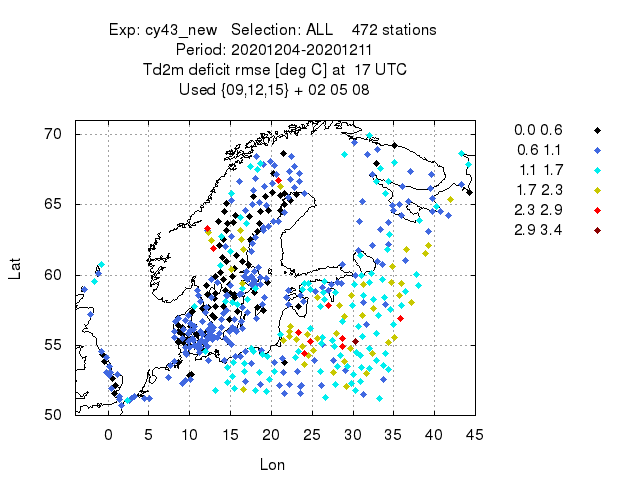 Exp: cy43_new Selection: ALL 472 stations
Period: 20201204-20201211
Td2m deficit rmse [deg C] at 17 UTC
Used {09,12,15} + 02 05 08
0.0 0.6
0.6 1.1
1.1 1.7
1.7 2.3
2.3 2.9
2.9 3.4
Lat
70
65
60
55
50
0 5 10 15 20 25 30 35 40 45
Lon